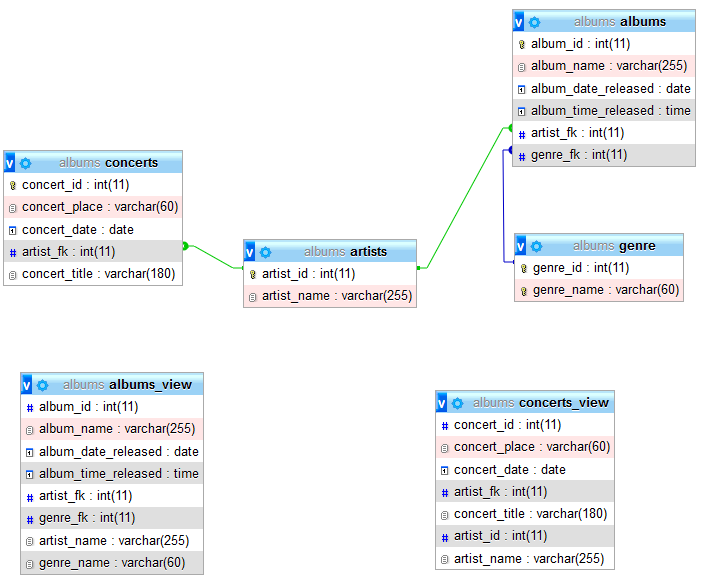 v albums albums
album_id : int(11)
album_name : varchar(255)
album_date_released : date
album_time_released : time
# artist_fk : int(11)
# genre_fk : int(11)
v albums concerts
concert_id : int(11)
concert_place : varchar(60)
concert_date : date
# artist_fk : int(11)
concert_title : varchar(180)
v albums artists
artist_id : int(11)
artist_name : varchar(255)
v albums genre
genre_id : int(11)
genre_name : varchar(60)
v albums albums_view
# album_id : int(11)
album_name : varchar(255)
album_date_released : date
album_time_released : time
# artist_fk : int(11)
# genre_fk : int(11)
artist_name : varchar(255)
genre_name : varchar(60)
v albums concerts_view
# concert_id : int(11)
concert_place : varchar(60)
concert_date : date
# artist_fk : int(11)
concert_title : varchar(180)
# artist_id : int(11)
artist_name : varchar(255)